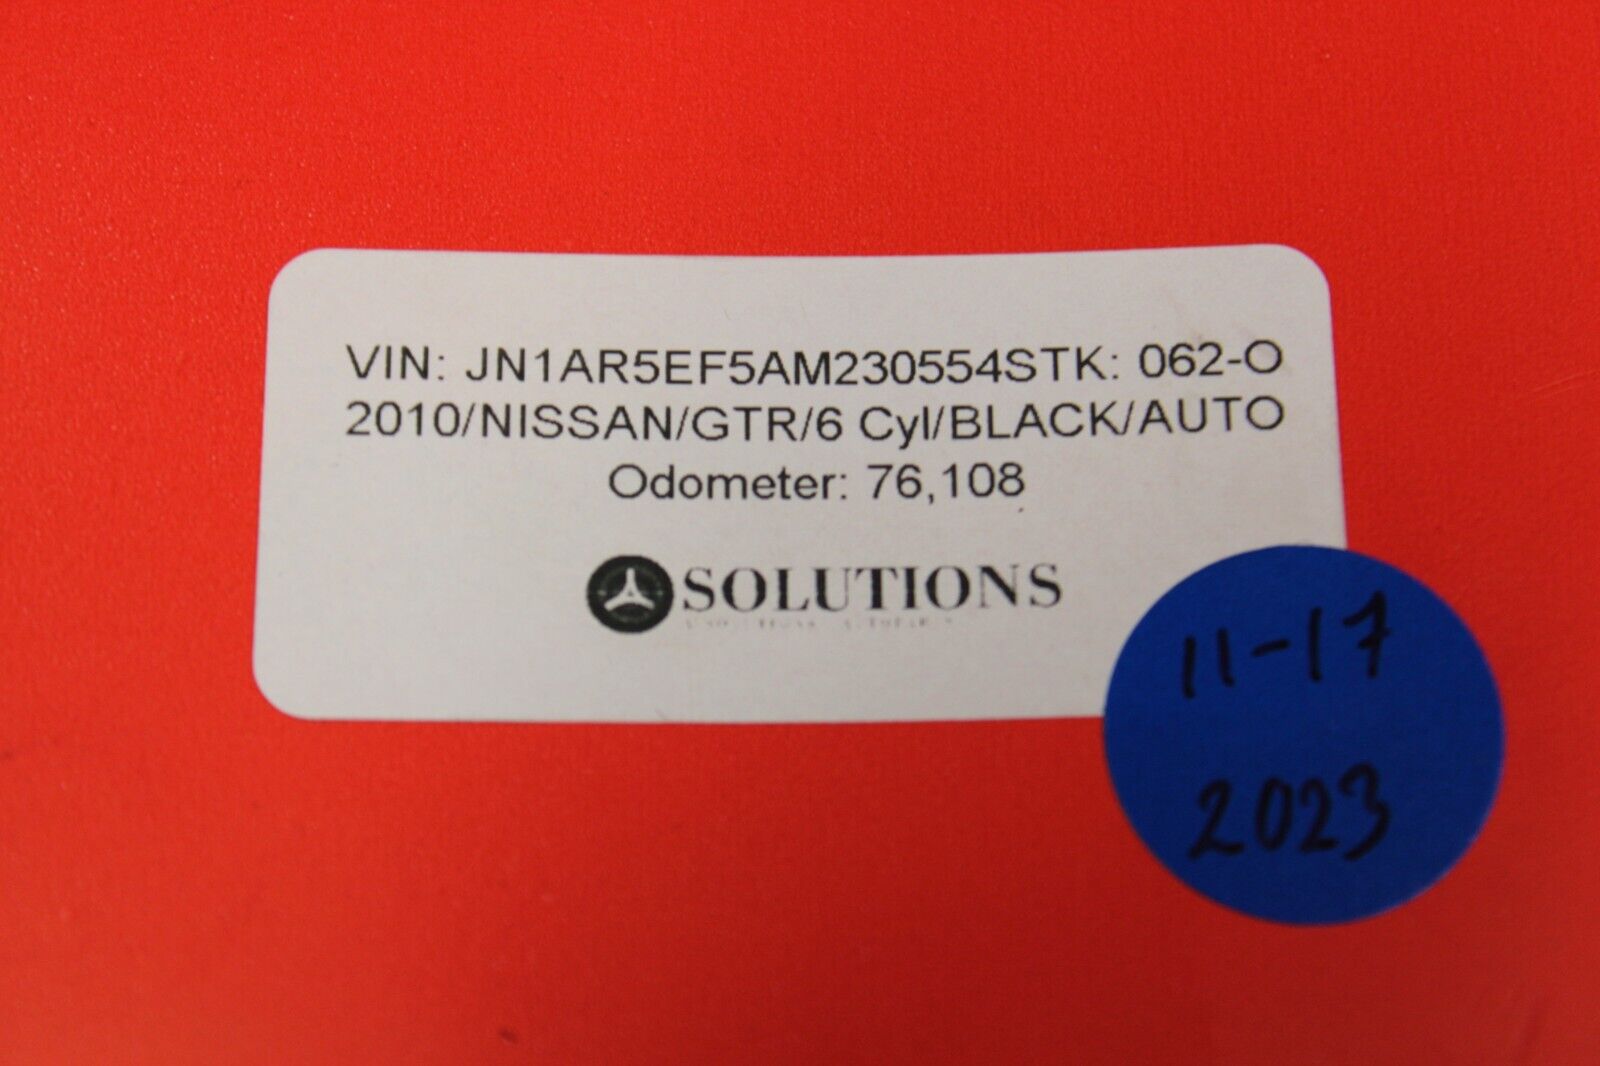 VIN: JN1AR5EF5AM230554STK: 062-O
2010/NISSAN/GTR/6 Cyl/BLACK/AUTO
Odometer: 76,108
SOLUTIONS
11-17
2023